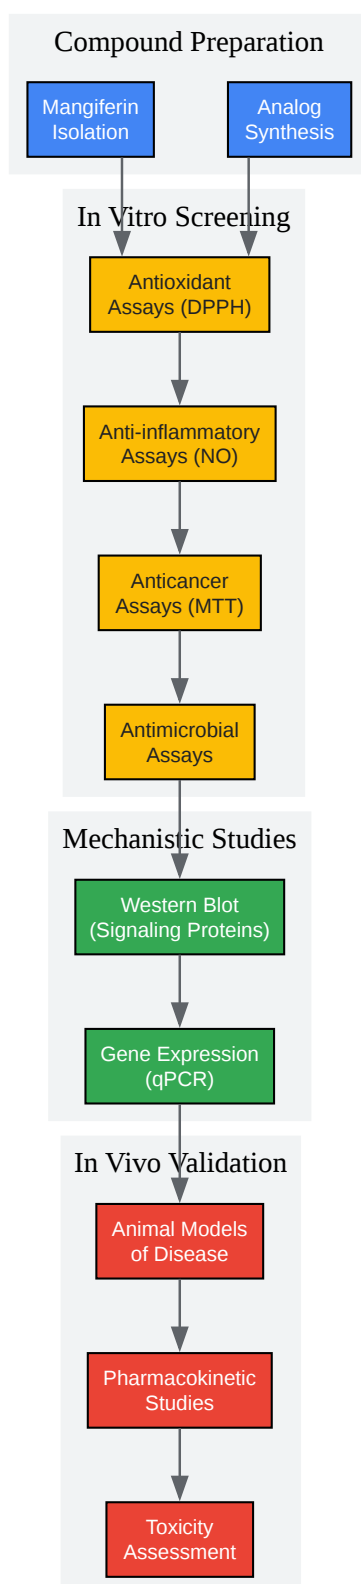 Compound Preparation
Mangiferin
Isolation
Analog
Synthesis
In Vitro Screening
Antioxidant
Assays (DPPH)
Anti-inflammatory
Assays (NO)
Anticancer
Assays (MTT)
Antimicrobial
Assays
Mechanistic Studies
Western Blot
(Signaling Proteins)
Gene Expression
(qPCR)
In Vivo Validation
Animal Models
of Disease
Pharmacokinetic
Studies
Toxicity
Assessment